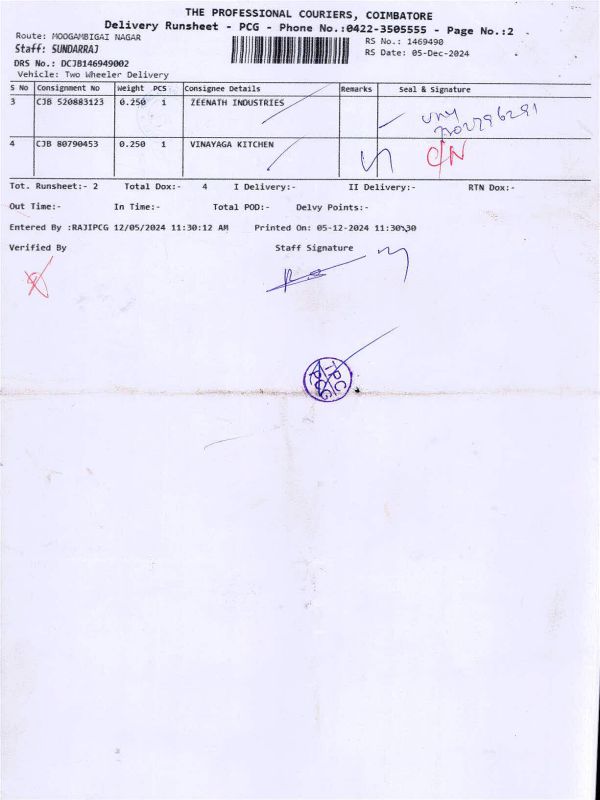 THE PROFESSIONAL COURIERS, COIMBATORE
Delivery Runsheet - PCG - Phone No.:0422-3505555 - Page No.:2
Route: MOOGAMBIGAI NAGAR
RS No.: 1469490
Staff: SUNDARRAJ
RS Date: 05-Dec-2024
DRS No.: DCJB146949002
Vehicle: Two Wheeler Delivery
S No Consignment No Weight PCS Consignee Details Remarks Seal & Signature
3 CJB 520883123 0.250 1 ZEENATH INDUSTRIES
4 CJB 80790453 0.250 1 VINAYAGA KITCHEN C/N
Tot. Runsheet:- 2 Total Dox:- 4 I Delivery:- II Delivery:- RTN Dox:-
Out Time:- In Time:- Total POD:- Delvy Points:-
Entered By :RAJIPCG 12/05/2024 11:30:12 AM Printed On: 05-12-2024 11:30:30
Verified By Staff Signature
TPC
PCG